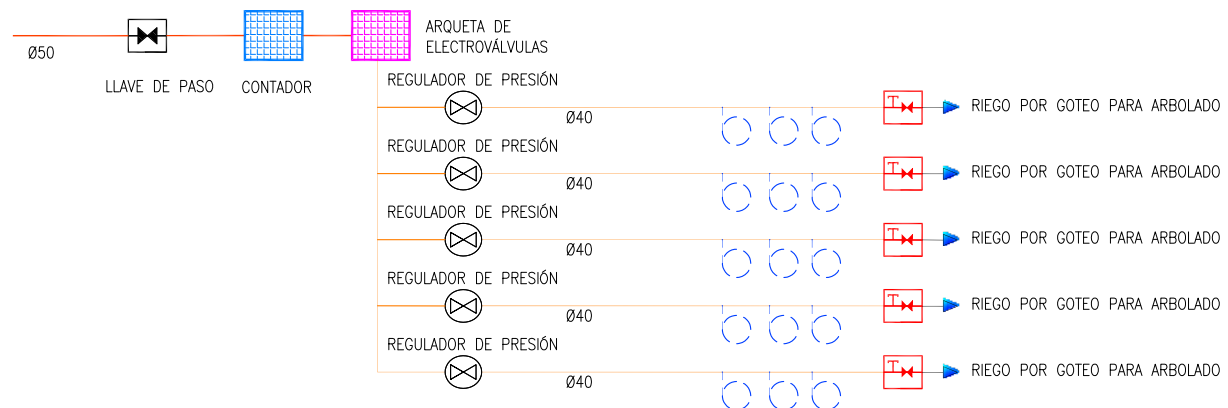 Ø50
LLAVE DE PASO
CONTADOR
ARQUETA DE
ELECTROVÁLVULAS
REGULADOR DE PRESIÓN
Ø40
T
RIEGO POR GOTEO PARA ARBOLADO
REGULADOR DE PRESIÓN
Ø40
T
RIEGO POR GOTEO PARA ARBOLADO
REGULADOR DE PRESIÓN
Ø40
T
RIEGO POR GOTEO PARA ARBOLADO
REGULADOR DE PRESIÓN
Ø40
T
RIEGO POR GOTEO PARA ARBOLADO
REGULADOR DE PRESIÓN
Ø40
T
RIEGO POR GOTEO PARA ARBOLADO